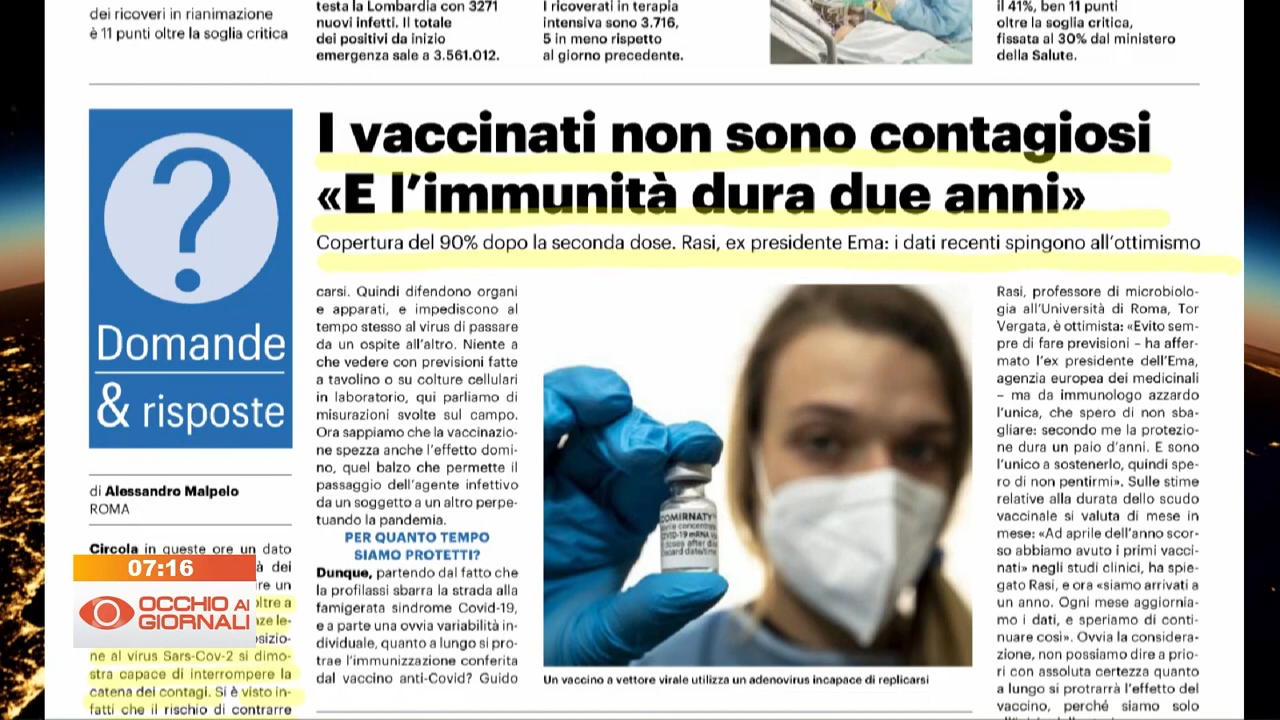 dei ricoveri in rianimazione
è 11 punti oltre la soglia critica
testa la Lombardia con 3271
nuovi infetti. Il totale
dei positivi da inizio
emergenza sale a 3.561.012.
I ricoverati in terapia
intensiva sono 3.716,
5 in meno rispetto
al giorno precedente.
il 41%, ben 11 punti
oltre la soglia critica,
fissata al 30% dal ministero
della Salute.
?
Domande
& risposte
I vaccinati non sono contagiosi
«E l'immunità dura due anni»
Copertura del 90% dopo la seconda dose. Rasi, ex presidente Ema: i dati recenti spingono all'ottimismo
di Alessandro Malpelo
ROMA
Circola in queste ore un dato
07:16
OCCHIO AI
GIORNALI
ne al virus Sars-Cov-2 si dimo-
stra capace di interrompere la
catena dei contagi. Si è visto in-
fatti che il rischio di contrarre
carsi. Quindi difendono organi
e apparati, e impediscono al
tempo stesso al virus di passare
da un ospite all'altro. Niente a
che vedere con previsioni fatte
a tavolino o su colture cellulari
in laboratorio, qui parliamo di
misurazioni svolte sul campo.
Ora sappiamo che la vaccinazio-
ne spezza anche l'effetto domi-
no, quel balzo che permette il
passaggio dell'agente infettivo
da un soggetto a un altro perpe-
tuando la pandemia.
PER QUANTO TEMPO
SIAMO PROTETTI?
Dunque, partendo dal fatto che
la profilassi sbarra la strada alla
famigerata sindrome Covid-19,
e a parte una ovvia variabilità in-
dividuale, quanto a lungo si pro-
trae l'immunizzazione conferita
dal vaccino anti-Covid? Guido
COMIRNATY
COVID-19 mRNA
Un vaccino a vettore virale utilizza un adenovirus incapace di replicarsi
Rasi, professore di microbiolo-
gia all'Università di Roma, Tor
Vergata, è ottimista: «Evito sem-
pre di fare previsioni – ha affer-
mato l'ex presidente dell'Ema,
agenzia europea dei medicinali
– ma da immunologo azzardo
l'unica, che spero di non sba-
gliare: secondo me la protezio-
ne dura un paio d'anni. E sono
l'unico a sostenerlo, quindi spe-
ro di non pentirmi». Sulle stime
relative alla durata dello scudo
vaccinale si valuta di mese in
mese: «Ad aprile dell'anno scor-
so abbiamo avuto i primi vacci-
nati» negli studi clinici, ha spie-
gato Rasi, e ora «siamo arrivati a
un anno. Ogni mese aggiornia-
mo i dati, e speriamo di conti-
nuare così». Ovvia la considera-
zione, non possiamo dire a prio-
ri con assoluta certezza quanto
a lungo si protrarrà l'effetto del
vaccino, perché siamo solo